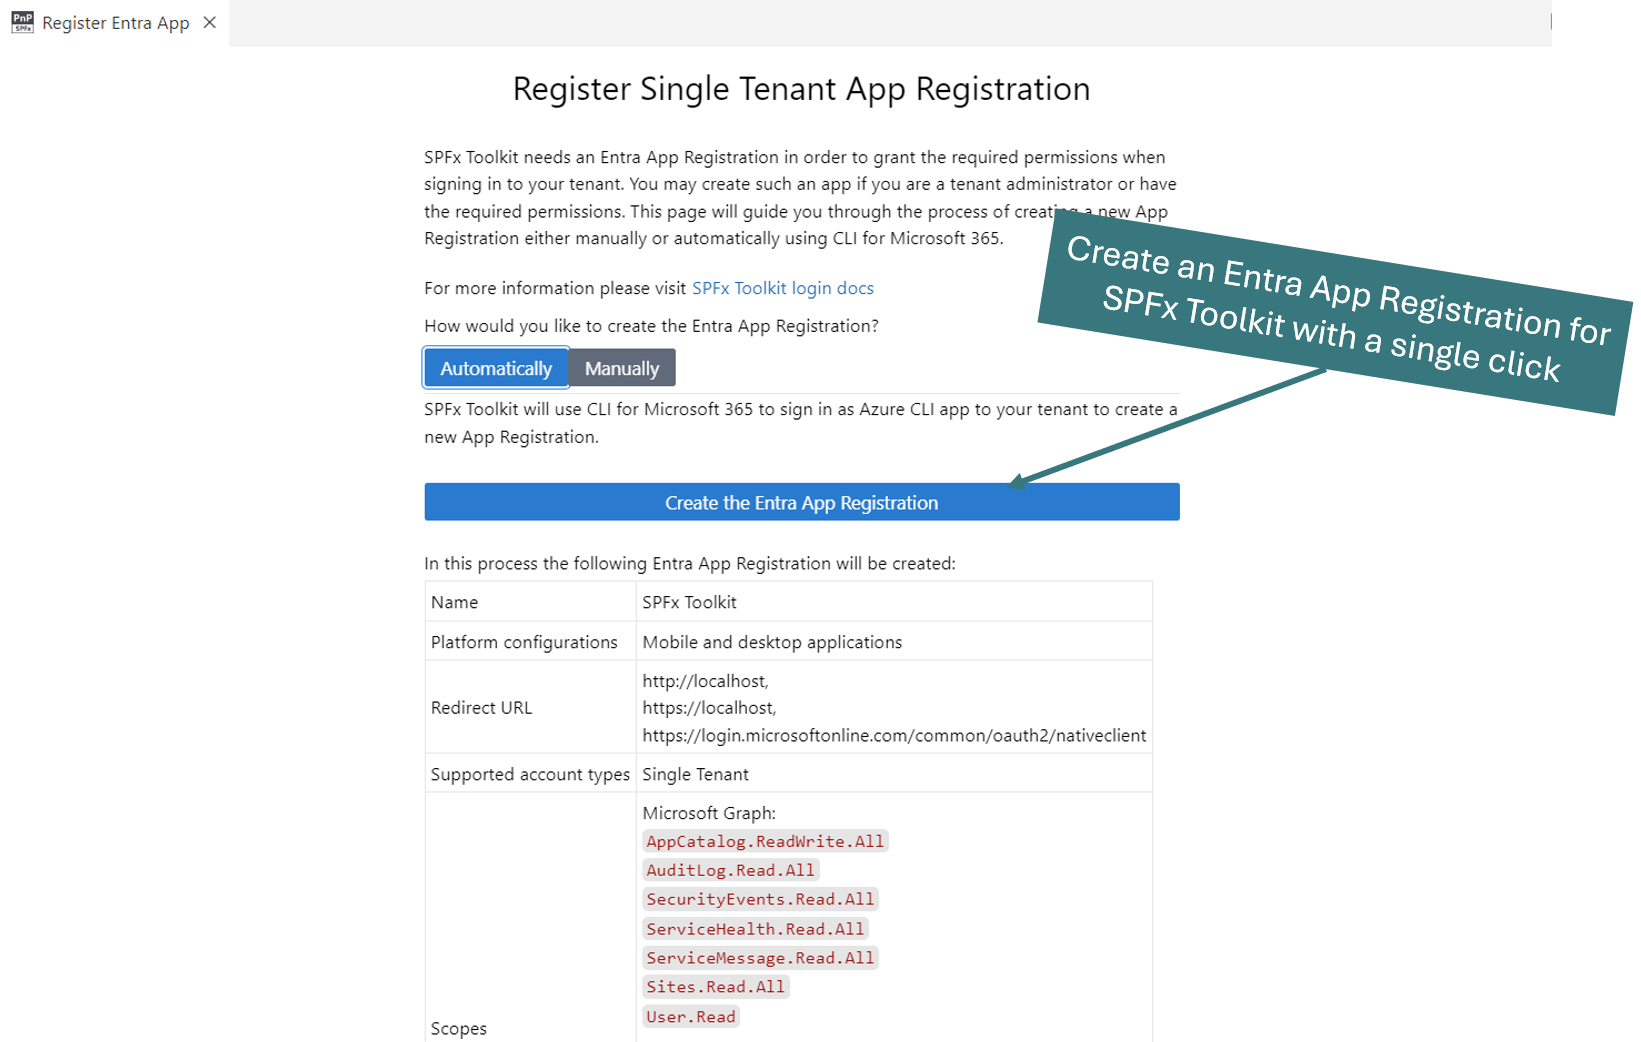 PnP
SPFx
Register Entra App
Register Single Tenant App Registration
SPFx Toolkit needs an Entra App Registration in order to grant the required permissions when
signing in to your tenant. You may create such an app if you are a tenant administrator or have
the required permissions. This page will guide you through the process of creating a new App
Registration either manually or automatically using CLI for Microsoft 365.
Create an Entra App Registration for
SPFx Toolkit with a single click
For more information please visit SPFx Toolkit login docs
How would you like to create the Entra App Registration?
Automatically Manually
SPFx Toolkit will use CLI for Microsoft 365 to sign in as Azure CLI app to your tenant to create a
new App Registration.
Create the Entra App Registration
In this process the following Entra App Registration will be created:
Name SPFx Toolkit
Platform configurations Mobile and desktop applications
Redirect URL
http://localhost,
https://localhost,
https://login.microsoftonline.com/common/oauth2/nativeclient
Supported account types Single Tenant
Microsoft Graph:
AppCatalog.ReadWrite.All
AuditLog.Read.All
SecurityEvents.Read.All
ServiceHealth.Read.All
ServiceMessage.Read.All
Sites.Read.All
User.Read
Scopes